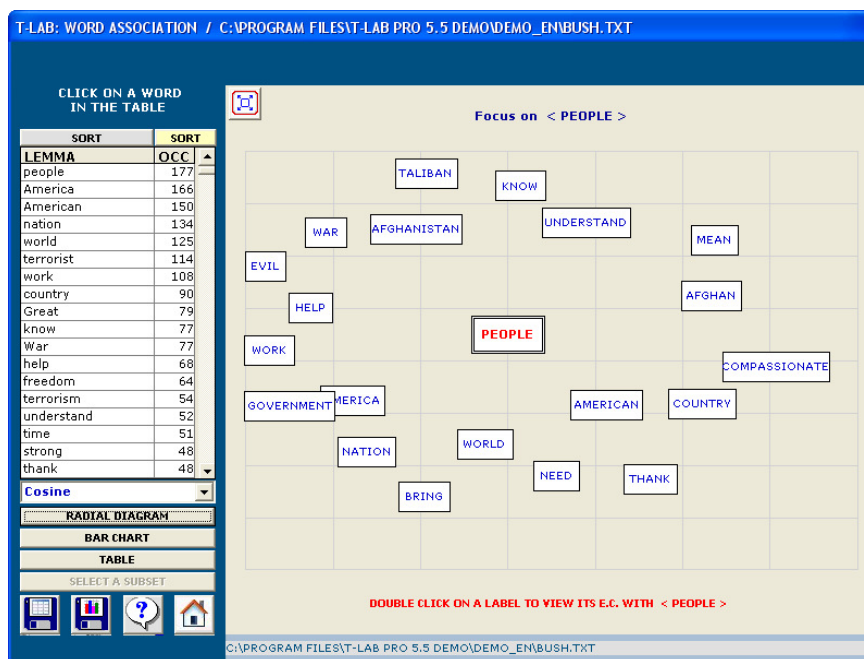 T-LAB: WORD ASSOCIATION / C:\PROGRAM FILES\T-LAB PRO 5.5 DEMO\DEMO_EN\BUSH.TXT
CLICK ON A WORD
IN THE TABLE
SORT SORT
LEMMA OCC
people 177
America 166
American 150
nation 134
world 125
terrorist 114
work 108
country 90
Great 79
know 77
War 77
help 68
freedom 64
terrorism 54
understand 52
time 51
strong 48
thank 48
Cosine
RADIAL DIAGRAM
BAR CHART
TABLE
SELECT A SUBSET
?
Focus on < PEOPLE >
TALIBAN
KNOW
UNDERSTAND
AFGHANISTAN
WAR
MEAN
EVIL
AFGHAN
HELP
PEOPLE
WORK
COMPASSIONATE
GOVERNMENT MERICA AMERICAN COUNTRY
WORLD
NATION
NEED
THANK
BRING
DOUBLE CLICK ON A LABEL TO VIEW ITS E.C. WITH < PEOPLE >
C:\PROGRAM FILES\T-LAB PRO 5.5 DEMO\DEMO_EN\BUSH.TXT